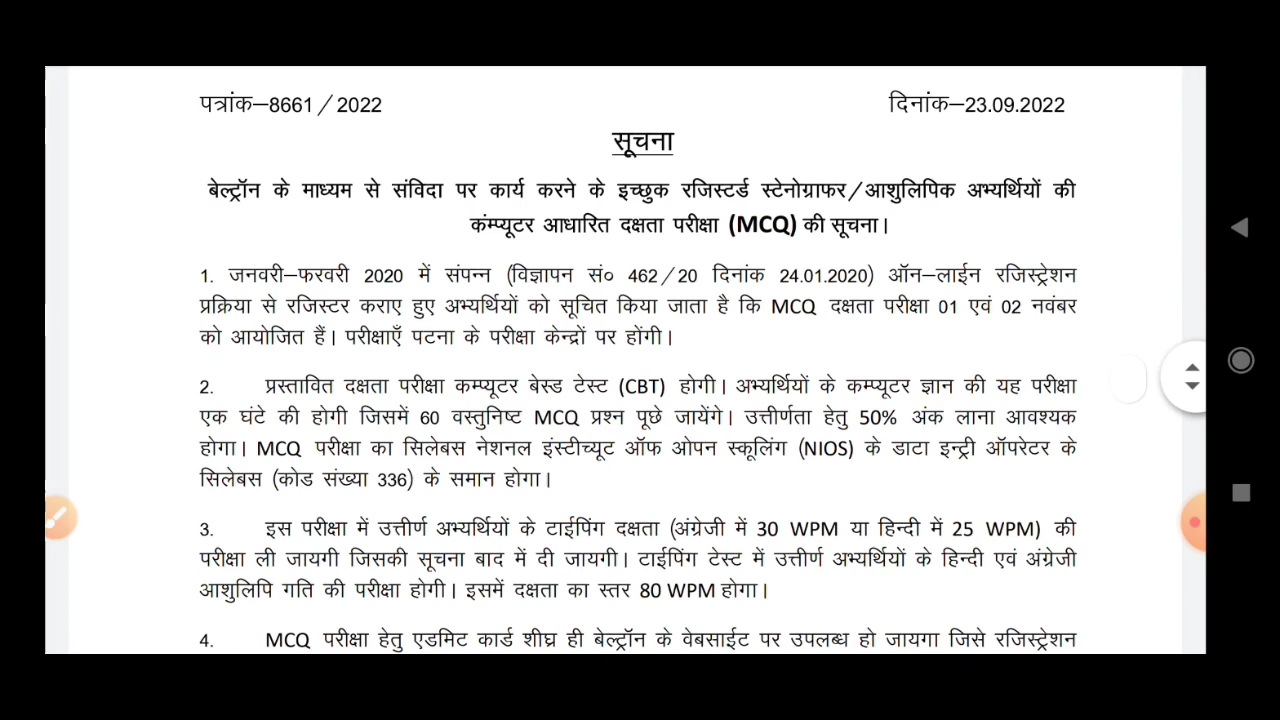 पत्रांक–8661/2022 दिनांक–23.09.2022
सूचना
बेल्ट्रॉन के माध्यम से संविदा पर कार्य करने के इच्छुक रजिस्टर्ड स्टेनोग्राफर/आशुलिपिक अभ्यर्थियों की
कंम्प्यूटर आधारित दक्षता परीक्षा (MCQ) की सूचना।
1. जनवरी–फरवरी 2020 में संपन्न (विज्ञापन सं० 462/20 दिनांक 24.01.2020) ऑन–लाईन रजिस्ट्रेशन
प्रक्रिया से रजिस्टर कराए हुए अभ्यर्थियों को सूचित किया जाता है कि MCQ दक्षता परीक्षा 01 एवं 02 नवंबर
को आयोजित हैं। परीक्षाएँ पटना के परीक्षा केन्द्रों पर होंगी।
2. प्रस्तावित दक्षता परीक्षा कम्प्यूटर बेस्ड टेस्ट (CBT) होगी। अभ्यर्थियों के कम्प्यूटर ज्ञान की यह परीक्षा
एक घंटे की होगी जिसमें 60 वस्तुनिष्ट MCQ प्रश्न पूछे जायेंगे। उत्तीर्णता हेतु 50% अंक लाना आवश्यक
होगा। MCQ परीक्षा का सिलेबस नेशनल इंस्टीच्यूट ऑफ ओपन स्कूलिंग (NIOS) के डाटा इन्ट्री ऑपरेटर के
सिलेबस (कोड संख्या 336) के समान होगा।
3. इस परीक्षा में उत्तीर्ण अभ्यर्थियों के टाईपिंग दक्षता (अंग्रेजी में 30 WPM या हिन्दी में 25 WPM) की
परीक्षा ली जायगी जिसकी सूचना बाद में दी जायगी। टाईपिंग टेस्ट में उत्तीर्ण अभ्यर्थियों के हिन्दी एवं अंग्रेजी
आशुलिपि गति की परीक्षा होगी। इसमें दक्षता का स्तर 80 WPM होगा।
4. MCQ परीक्षा हेतु एडमिट कार्ड शीघ्र ही बेल्ट्रॉन के वेबसाईट पर उपलब्ध हो जायगा जिसे रजिस्ट्रेशन